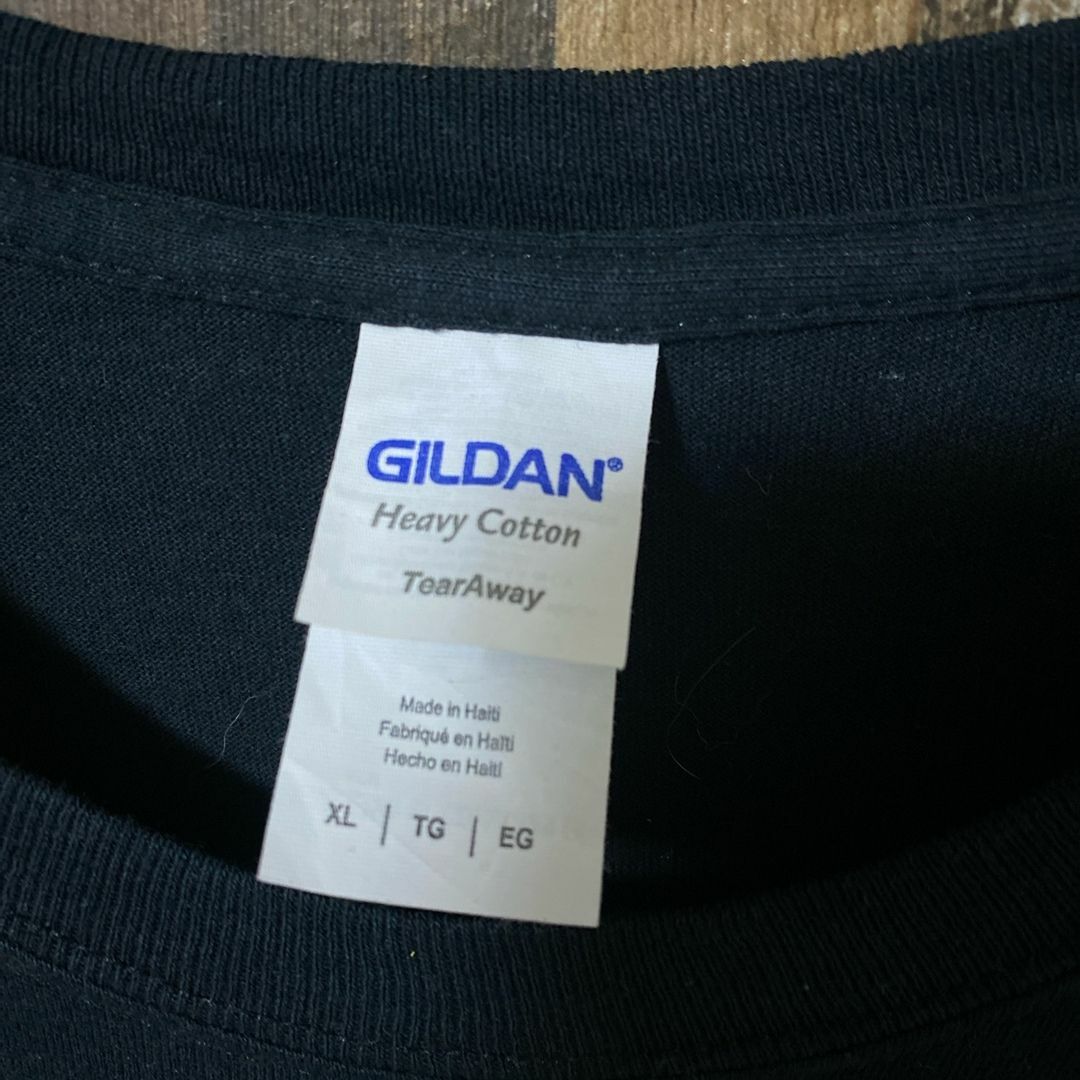 GILDAN®
Heavy Cotton
TearAway
Made in Haiti
Fabriqué en Haïti
Hecho en Haití
XL | TG | EG